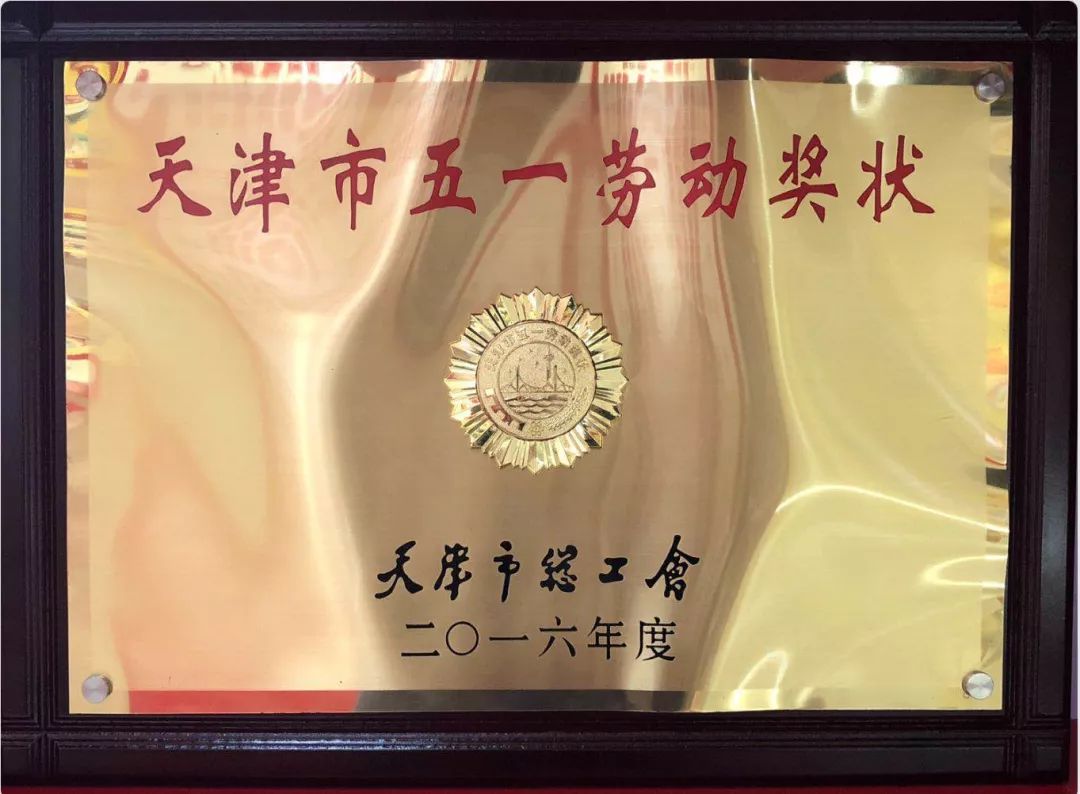 天津市五一劳动奖状
天津市總工會
二〇一六年度